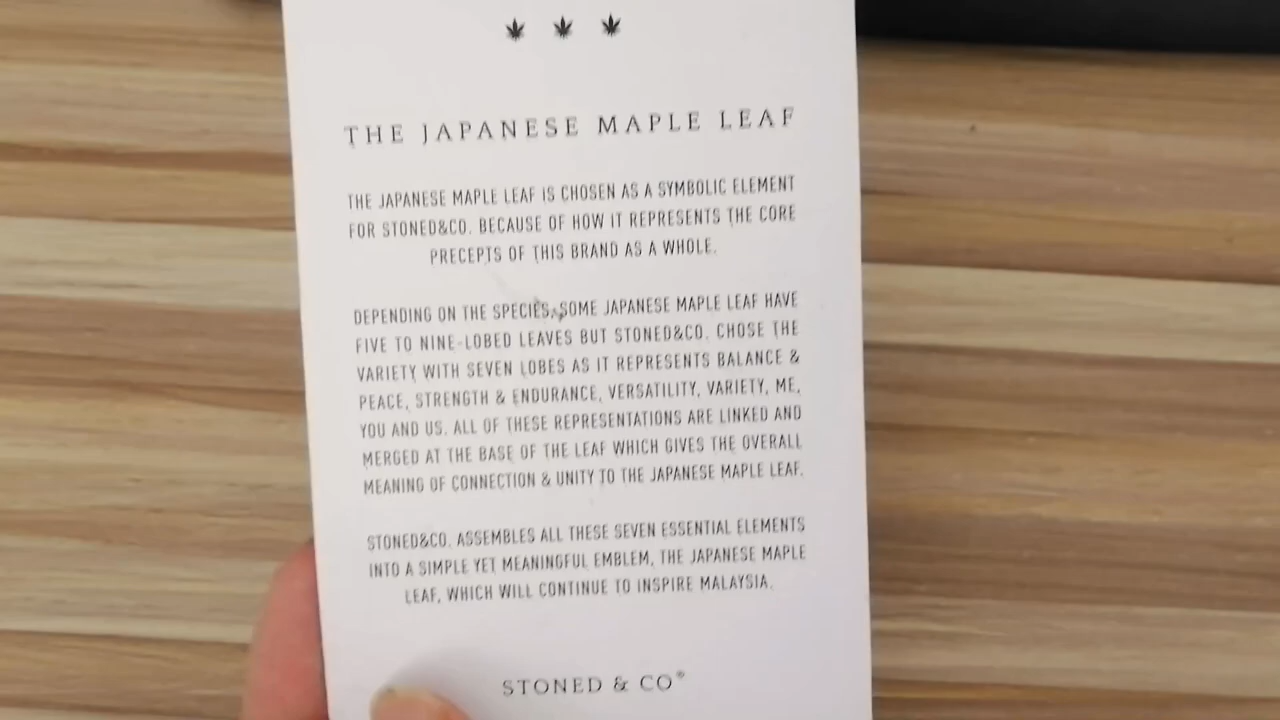 THE JAPANESE MAPLE LEAF
THE JAPANESE MAPLE LEAF IS CHOSEN AS A SYMBOLIC ELEMENT
FOR STONED&CO. BECAUSE OF HOW IT REPRESENTS THE CORE
PRECEPTS OF THIS BRAND AS A WHOLE.
DEPENDING ON THE SPECIES, SOME JAPANESE MAPLE LEAF HAVE
FIVE TO NINE-LOBED LEAVES BUT STONED&CO. CHOSE THE
VARIETY WITH SEVEN LOBES AS IT REPRESENTS BALANCE &
PEACE, STRENGTH & ENDURANCE, VERSATILITY, VARIETY, ME,
YOU AND US. ALL OF THESE REPRESENTATIONS ARE LINKED AND
MERGED AT THE BASE OF THE LEAF WHICH GIVES THE OVERALL
MEANING OF CONNECTION & UNITY TO THE JAPANESE MAPLE LEAF.
STONED&CO. ASSEMBLES ALL THESE SEVEN ESSENTIAL ELEMENTS
INTO A SIMPLE YET MEANINGFUL EMBLEM, THE JAPANESE MAPLE
LEAF, WHICH WILL CONTINUE TO INSPIRE MALAYSIA.
STONED & CO®